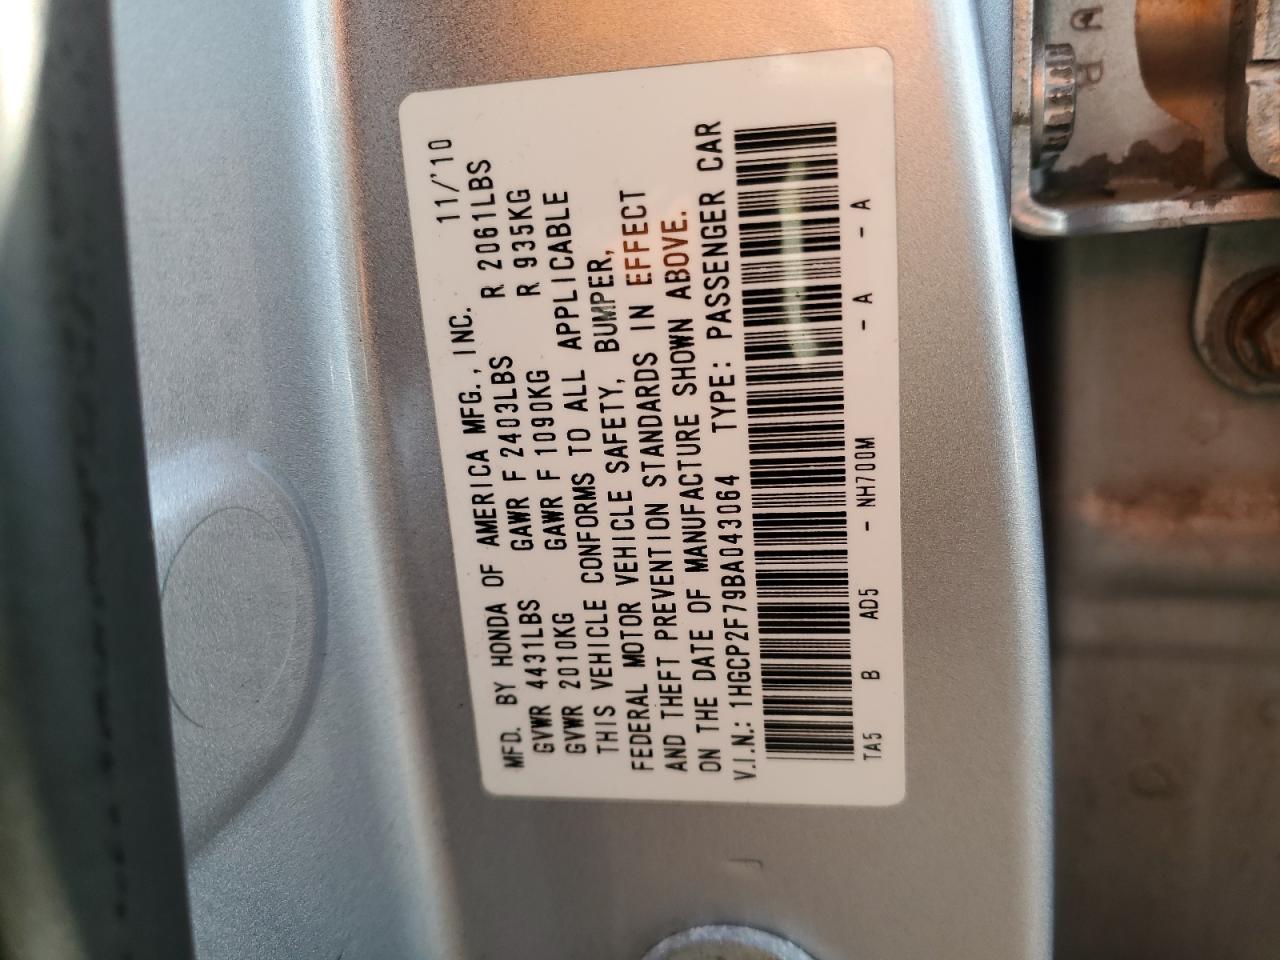 MFD. BY HONDA OF AMERICA MFG., INC. 11/'10
GVWR 4431LBS GAWR F 2403LBS R 2061LBS
GVWR 2010KG GAWR F 1090KG R 935KG
THIS VEHICLE CONFORMS TO ALL APPLICABLE
FEDERAL MOTOR VEHICLE SAFETY, BUMPER,
AND THEFT PREVENTION STANDARDS IN EFFECT
ON THE DATE OF MANUFACTURE SHOWN ABOVE.
V.I.N.: 1HGCP2F79BA043064 TYPE: PASSENGER CAR
TA5 B AD5 - NH700M - A - A